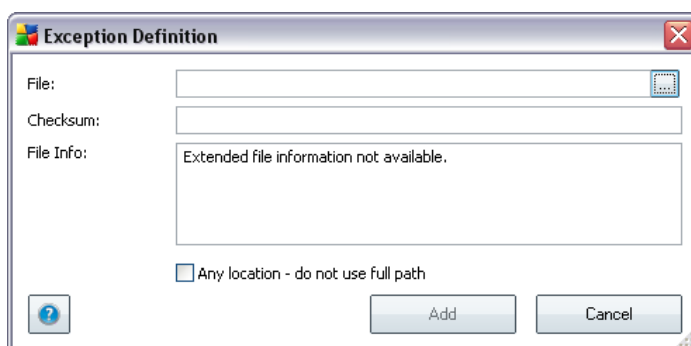 Exception Definition
File:
...
Checksum:
File Info:
Extended file information not available.
Any location - do not use full path
?
Add
Cancel